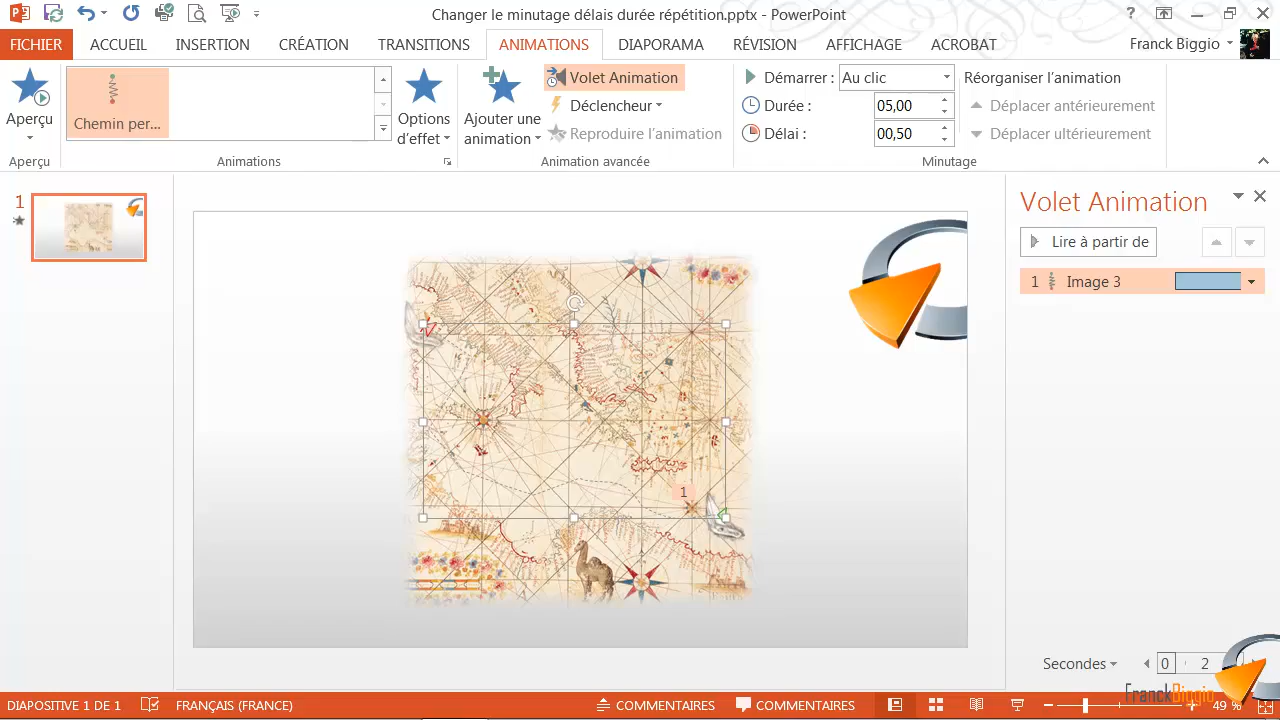 Changer le minutage délais durée répétition.pptx - PowerPoint
FICHIER ACCUEIL INSERTION CRÉATION TRANSITIONS ANIMATIONS DIAPORAMA RÉVISION AFFICHAGE ACROBAT Franck Biggio
Aperçu
Chemin per...
Options
d'effet
Ajouter une
animation
Volet Animation
Déclencheur
Reproduire l'animation
Démarrer : Au clic
Durée : 05,00
Délai : 00,50
Réorganiser l'animation
Déplacer antérieurement
Déplacer ultérieurement
Aperçu Animations Animation avancée Minutage
1
1
Volet Animation
Lire à partir de
1 Image 3
Secondes 0 2
FranckBiggio
DIAPOSITIVE 1 DE 1 FRANÇAIS (FRANCE) COMMENTAIRES COMMENTAIRES 49 %